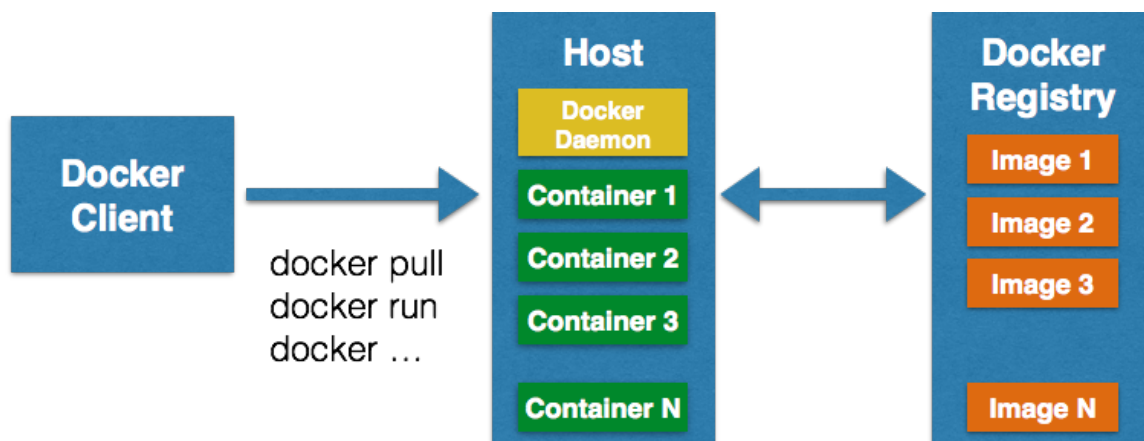 Docker
Client
docker pull
docker run
docker ...
Host
Docker
Daemon
Container 1
Container 2
Container 3
Container N
Docker
Registry
Image 1
Image 2
Image 3
Image N